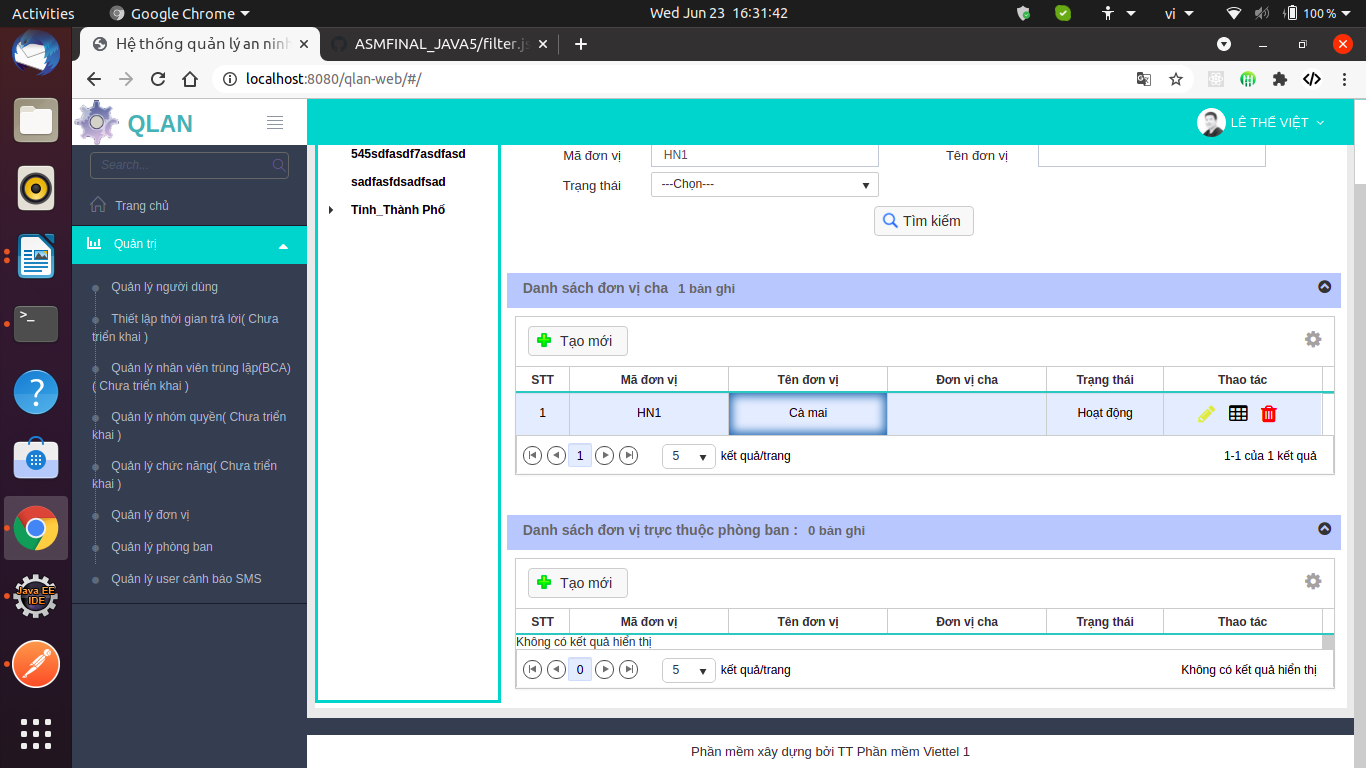 Activities
Google Chrome
Wed Jun 23 16:31:42
vi
100 %
Hệ thống quản lý an ninh
ASMFINAL_JAVA5/filter.js
localhost:8080/qlan-web/#/
QLAN
LÊ THẾ VIỆT
Search...
Trang chủ
Quản trị
Quản lý người dùng
Thiết lập thời gian trả lời( Chưa
triển khai )
Quản lý nhân viên trùng lặp(BCA)
( Chưa triển khai )
Quản lý nhóm quyền( Chưa triển
khai )
Quản lý chức năng( Chưa triển
khai )
Quản lý đơn vị
Quản lý phòng ban
Quản lý user cảnh báo SMS
Java EE
IDE
545sdfasdf7asdfasd
sadfasfdsadfsad
Tỉnh_Thành Phố
Mã đơn vị HN1 Tên đơn vị
Trạng thái ---Chọn---
Tìm kiếm
Danh sách đơn vị cha 1 bản ghi
Tạo mới
STT Mã đơn vị Tên đơn vị Đơn vị cha Trạng thái Thao tác
1 HN1 Cà mai Hoạt động
1 5 kết quả/trang 1-1 của 1 kết quả
Danh sách đơn vị trực thuộc phòng ban : 0 bản ghi
Tạo mới
STT Mã đơn vị Tên đơn vị Đơn vị cha Trạng thái Thao tác
Không có kết quả hiển thị
0 5 kết quả/trang Không có kết quả hiển thị
Phần mềm xây dựng bởi TT Phần mềm Viettel 1